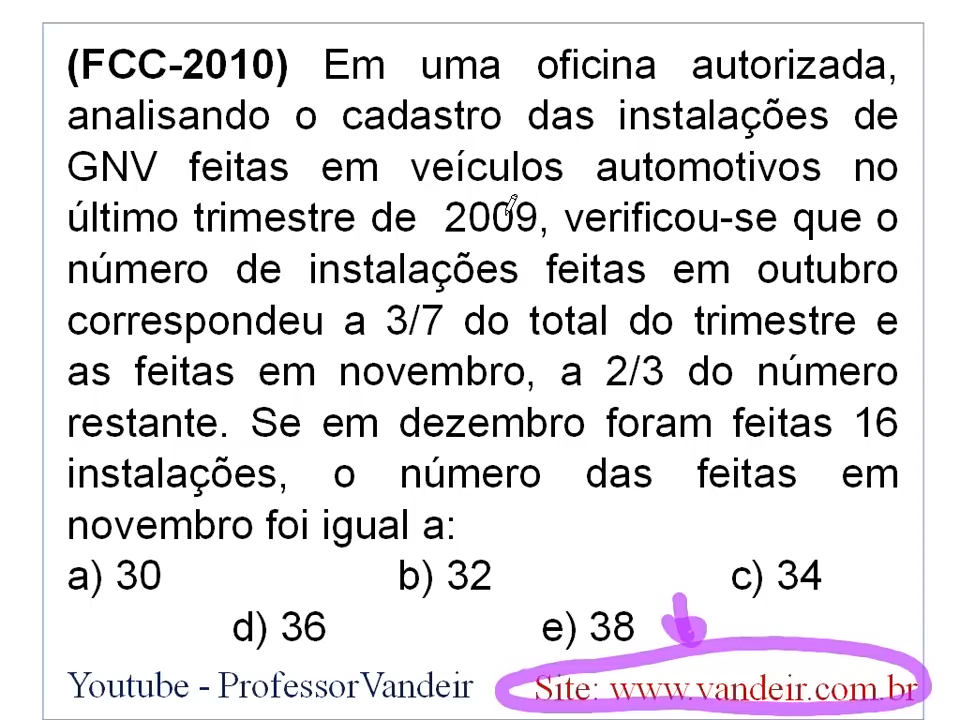 (FCC-2010) Em uma oficina autorizada,
analisando o cadastro das instalações de
GNV feitas em veículos automotivos no
último trimestre de 2009, verificou-se que o
número de instalações feitas em outubro
correspondeu a 3/7 do total do trimestre e
as feitas em novembro, a 2/3 do número
restante. Se em dezembro foram feitas 16
instalações, o número das feitas em
novembro foi igual a:
a) 30 b) 32 c) 34
d) 36 e) 38
Youtube - ProfessorVandeir Site: www.vandeir.com.br